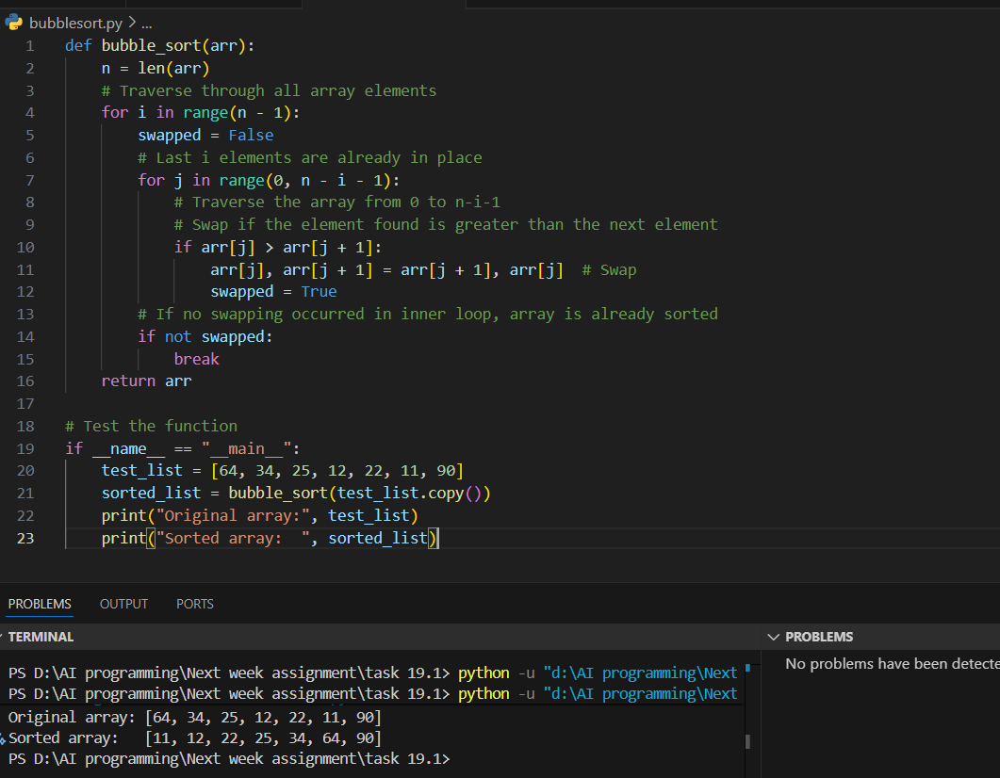 bubblesort.py > ...
1 def bubble_sort(arr):
2     n = len(arr)
3     # Traverse through all array elements
4     for i in range(n - 1):
5         swapped = False
6         # Last i elements are already in place
7         for j in range(0, n - i - 1):
8             # Traverse the array from 0 to n-i-1
9             # Swap if the element found is greater than the next element
10             if arr[j] > arr[j + 1]:
11                 arr[j], arr[j + 1] = arr[j + 1], arr[j]  # Swap
12                 swapped = True
13         # If no swapping occurred in inner loop, array is already sorted
14         if not swapped:
15             break
16     return arr
17
18 # Test the function
19 if __name__ == "__main__":
20     test_list = [64, 34, 25, 12, 22, 11, 90]
21     sorted_list = bubble_sort(test_list.copy())
22     print("Original array:", test_list)
23     print("Sorted array:  ", sorted_list)
PROBLEMS OUTPUT PORTS
TERMINAL
PS D:\AI programming\Next week assignment\task 19.1> python -u "d:\AI programming\Next
PS D:\AI programming\Next week assignment\task 19.1> python -u "d:\AI programming\Next
Original array: [64, 34, 25, 12, 22, 11, 90]
Sorted array:   [11, 12, 22, 25, 34, 64, 90]
PS D:\AI programming\Next week assignment\task 19.1>
PROBLEMS
No problems have been detecte